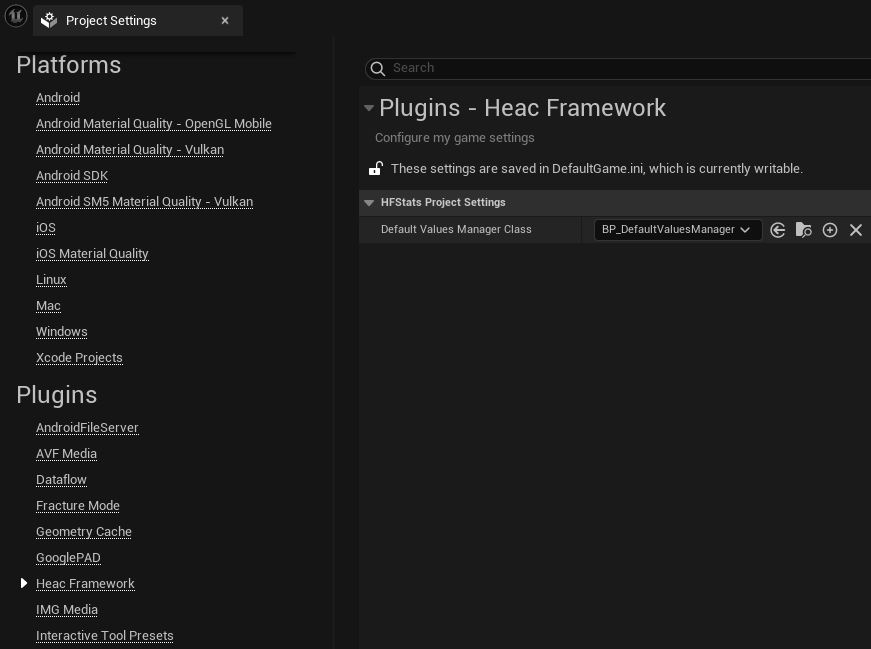 Project Settings
Platforms
Android
Android Material Quality - OpenGL Mobile
Android Material Quality - Vulkan
Android SDK
Android SM5 Material Quality - Vulkan
iOS
iOS Material Quality
Linux
Mac
Windows
Xcode Projects
Plugins
AndroidFileServer
AVF Media
Dataflow
Fracture Mode
Geometry Cache
GooglePAD
Heac Framework
IMG Media
Interactive Tool Presets
Search
Plugins - Heac Framework
Configure my game settings
These settings are saved in DefaultGame.ini, which is currently writable.
HFStats Project Settings
Default Values Manager Class
BP_DefaultValuesManager